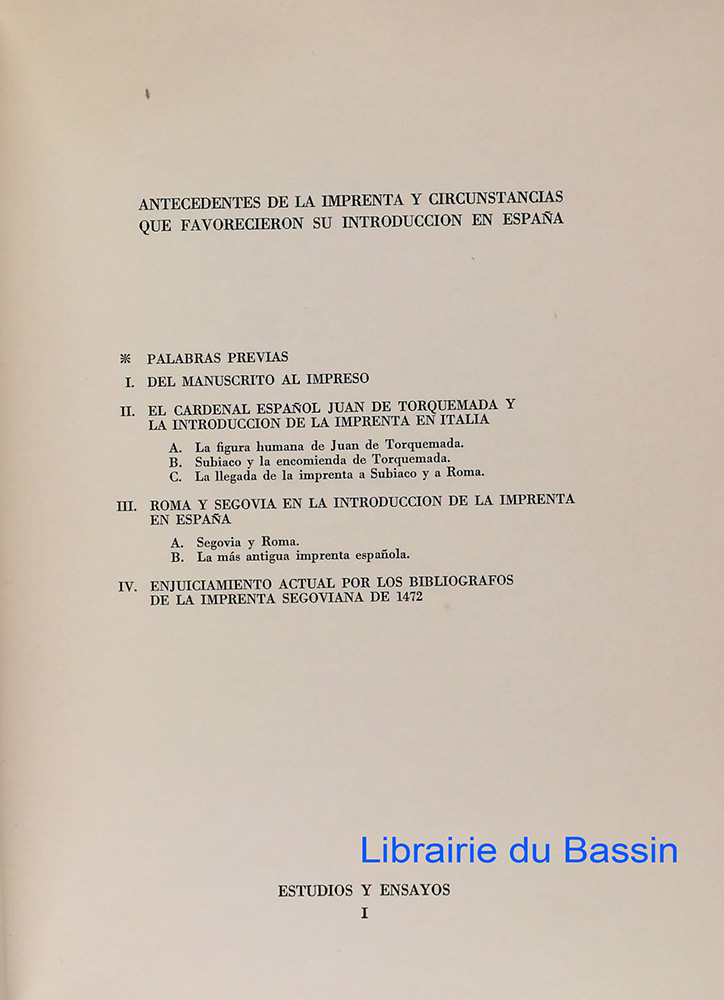 ANTECEDENTES DE LA IMPRENTA Y CIRCUNSTANCIAS
QUE FAVORECIERON SU INTRODUCCION EN ESPAÑA
※ PALABRAS PREVIAS
I. DEL MANUSCRITO AL IMPRESO
II. EL CARDENAL ESPAÑOL JUAN DE TORQUEMADA Y
LA INTRODUCCION DE LA IMPRENTA EN ITALIA
A. La figura humana de Juan de Torquemada.
B. Subiaco y la encomienda de Torquemada.
C. La llegada de la imprenta a Subiaco y a Roma.
III. ROMA Y SEGOVIA EN LA INTRODUCCION DE LA IMPRENTA
EN ESPAÑA
A. Segovia y Roma.
B. La más antigua imprenta española.
IV. ENJUICIAMIENTO ACTUAL POR LOS BIBLIOGRAFOS
DE LA IMPRENTA SEGOVIANA DE 1472
Librairie du Bassin
ESTUDIOS Y ENSAYOS
I